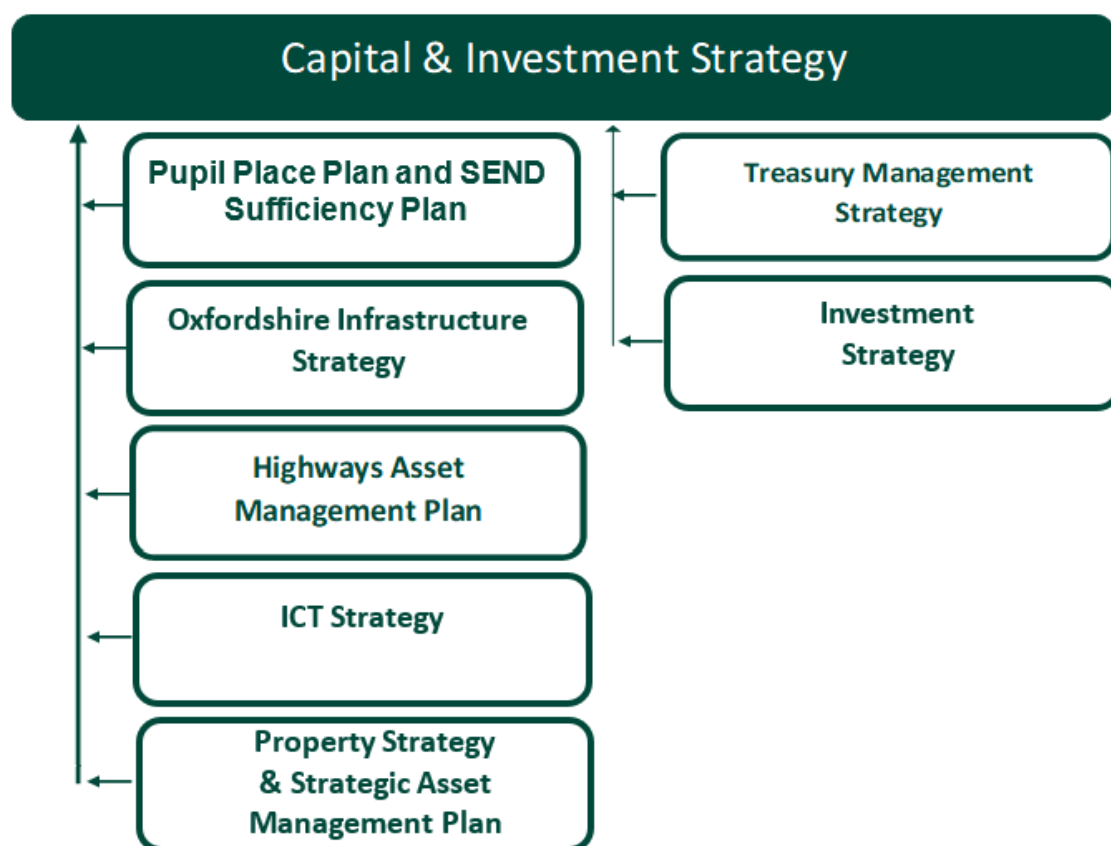 Capital & Investment Strategy
Pupil Place Plan and SEND
Sufficiency Plan
Oxfordshire Infrastructure
Strategy
Highways Asset
Management Plan
ICT Strategy
Property Strategy
& Strategic Asset
Management Plan
Treasury Management
Strategy
Investment
Strategy